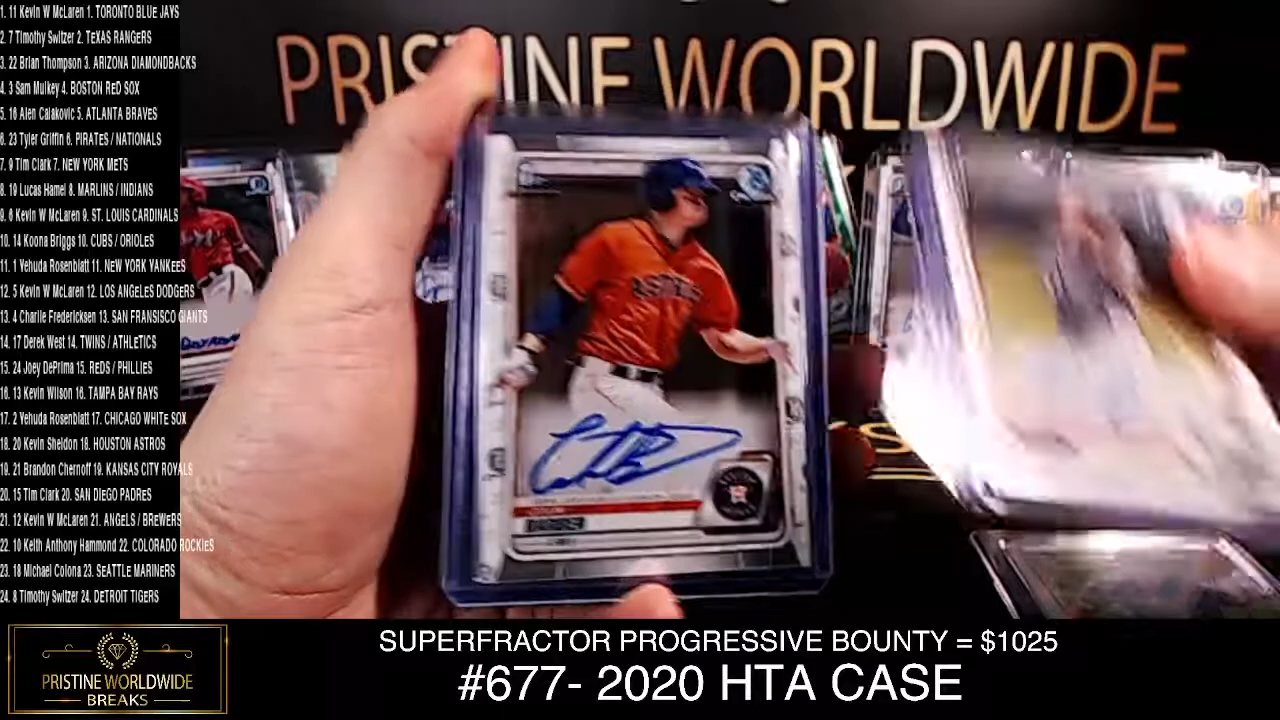 1. 11 Kevin W McLaren 1. TORONTO BLUE JAYS
2. 7 Timothy Switzer 2. TEXAS RANGERS
3. 22 Brian Thompson 3. ARIZONA DIAMONDBACKS
4. 3 Sam Mulkey 4. BOSTON RED SOX
5. 16 Alen Calakovic 5. ATLANTA BRAVES
6. 23 Tyler Griffin 6. PIRATES / NATIONALS
7. 9 Tim Clark 7. NEW YORK METS
8. 19 Lucas Hamel 8. MARLINS / INDIANS
9. 6 Kevin W McLaren 9. ST. LOUIS CARDINALS
10. 14 Koona Briggs 10. CUBS / ORIOLES
11. 1 Yehuda Rosenblatt 11. NEW YORK YANKEES
12. 5 Kevin W McLaren 12. LOS ANGELES DODGERS
13. 4 Charlie Fredericksen 13. SAN FRANSISCO GIANTS
14. 17 Derek West 14. TWINS / ATHLETICS
15. 24 Joey DePrima 15. REDS / PHILLIES
16. 13 Kevin Wilson 16. TAMPA BAY RAYS
17. 2 Yehuda Rosenblatt 17. CHICAGO WHITE SOX
18. 20 Kevin Sheldon 18. HOUSTON ASTROS
19. 21 Brandon Chernoff 19. KANSAS CITY ROYALS
20. 15 Tim Clark 20. SAN DIEGO PADRES
21. 12 Kevin W McLaren 21. ANGELS / BREWERS
22. 10 Keith Anthony Hammond 22. COLORADO ROCKIES
23. 18 Michael Colona 23. SEATTLE MARINERS
24. 8 Timothy Switzer 24. DETROIT TIGERS
PRISTINE WORLDWIDE
ASTROS
PRISTINE WORLDWIDE
BREAKS
SUPERFRACTOR PROGRESSIVE BOUNTY = $1025
#677- 2020 HTA CASE